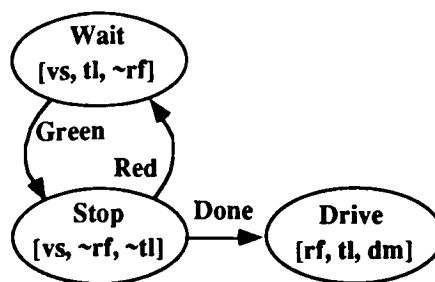 Wait
[vs, tl, ~rf]
Green
Red
Stop
[vs, ~rf, ~tl]
Done
Drive
[rf, tl, dm]